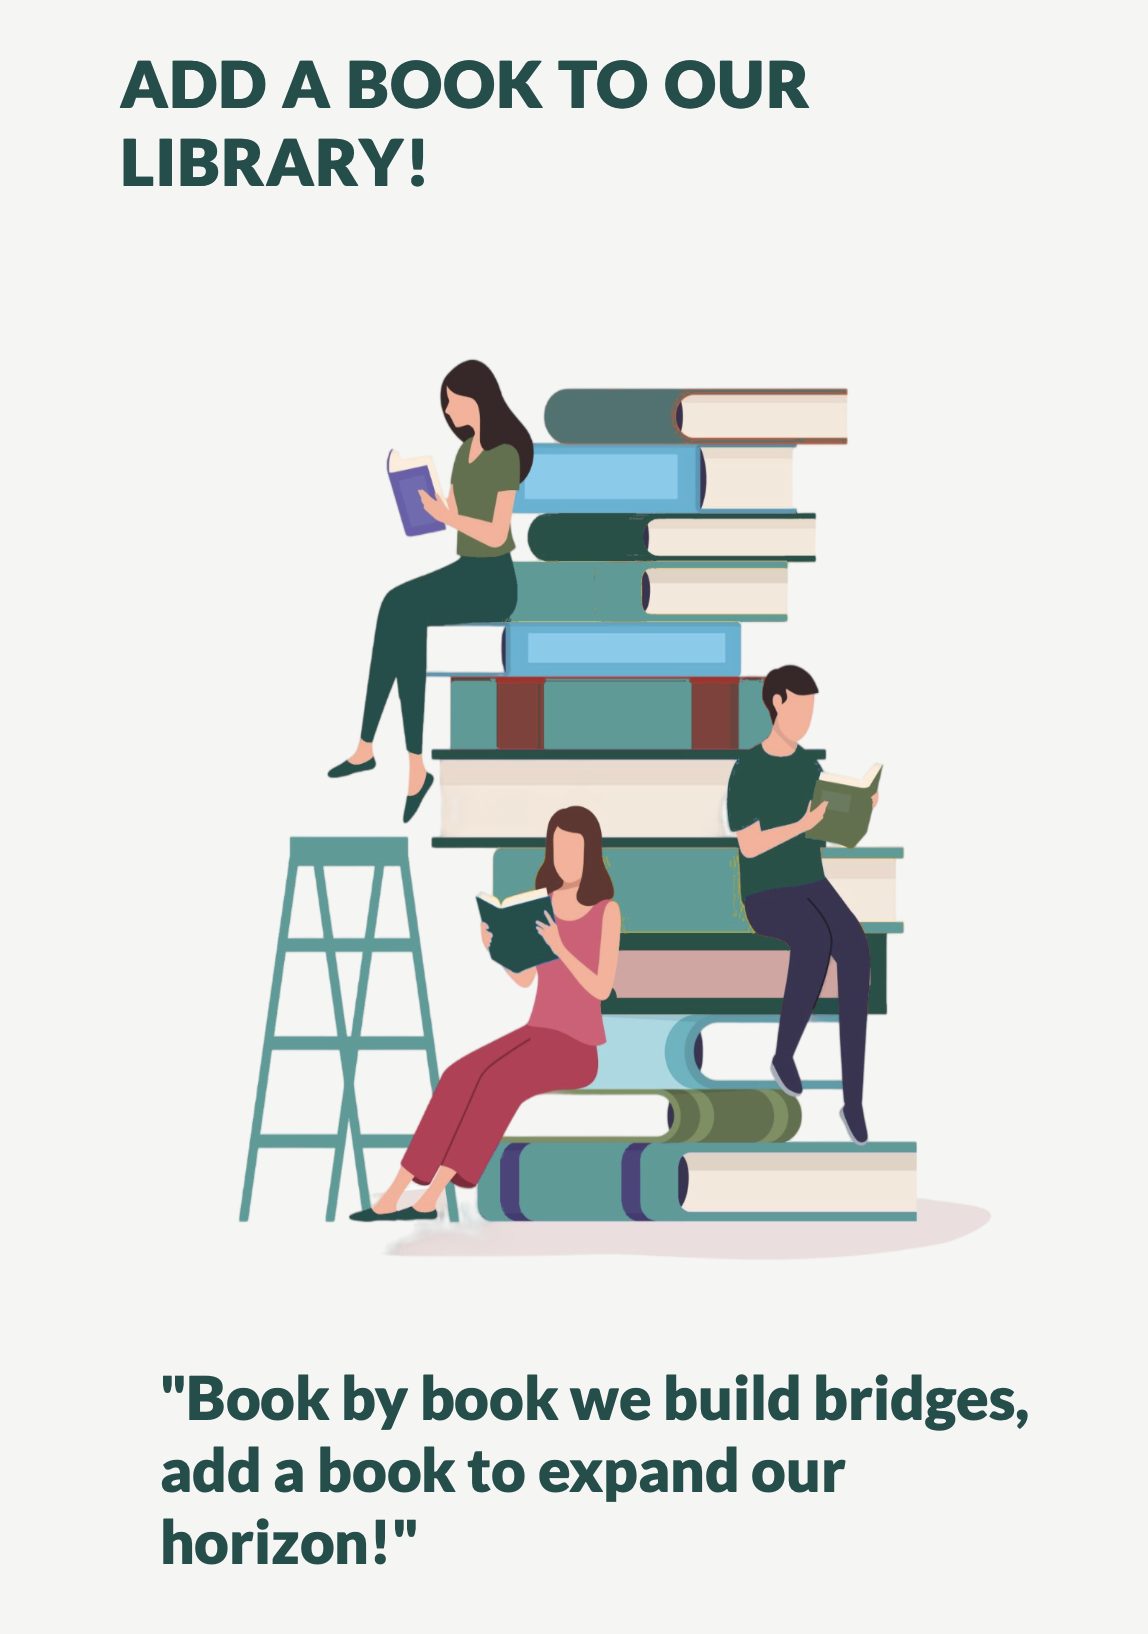 ADD A BOOK TO OUR
LIBRARY!
"Book by book we build bridges,
add a book to expand our
horizon!"